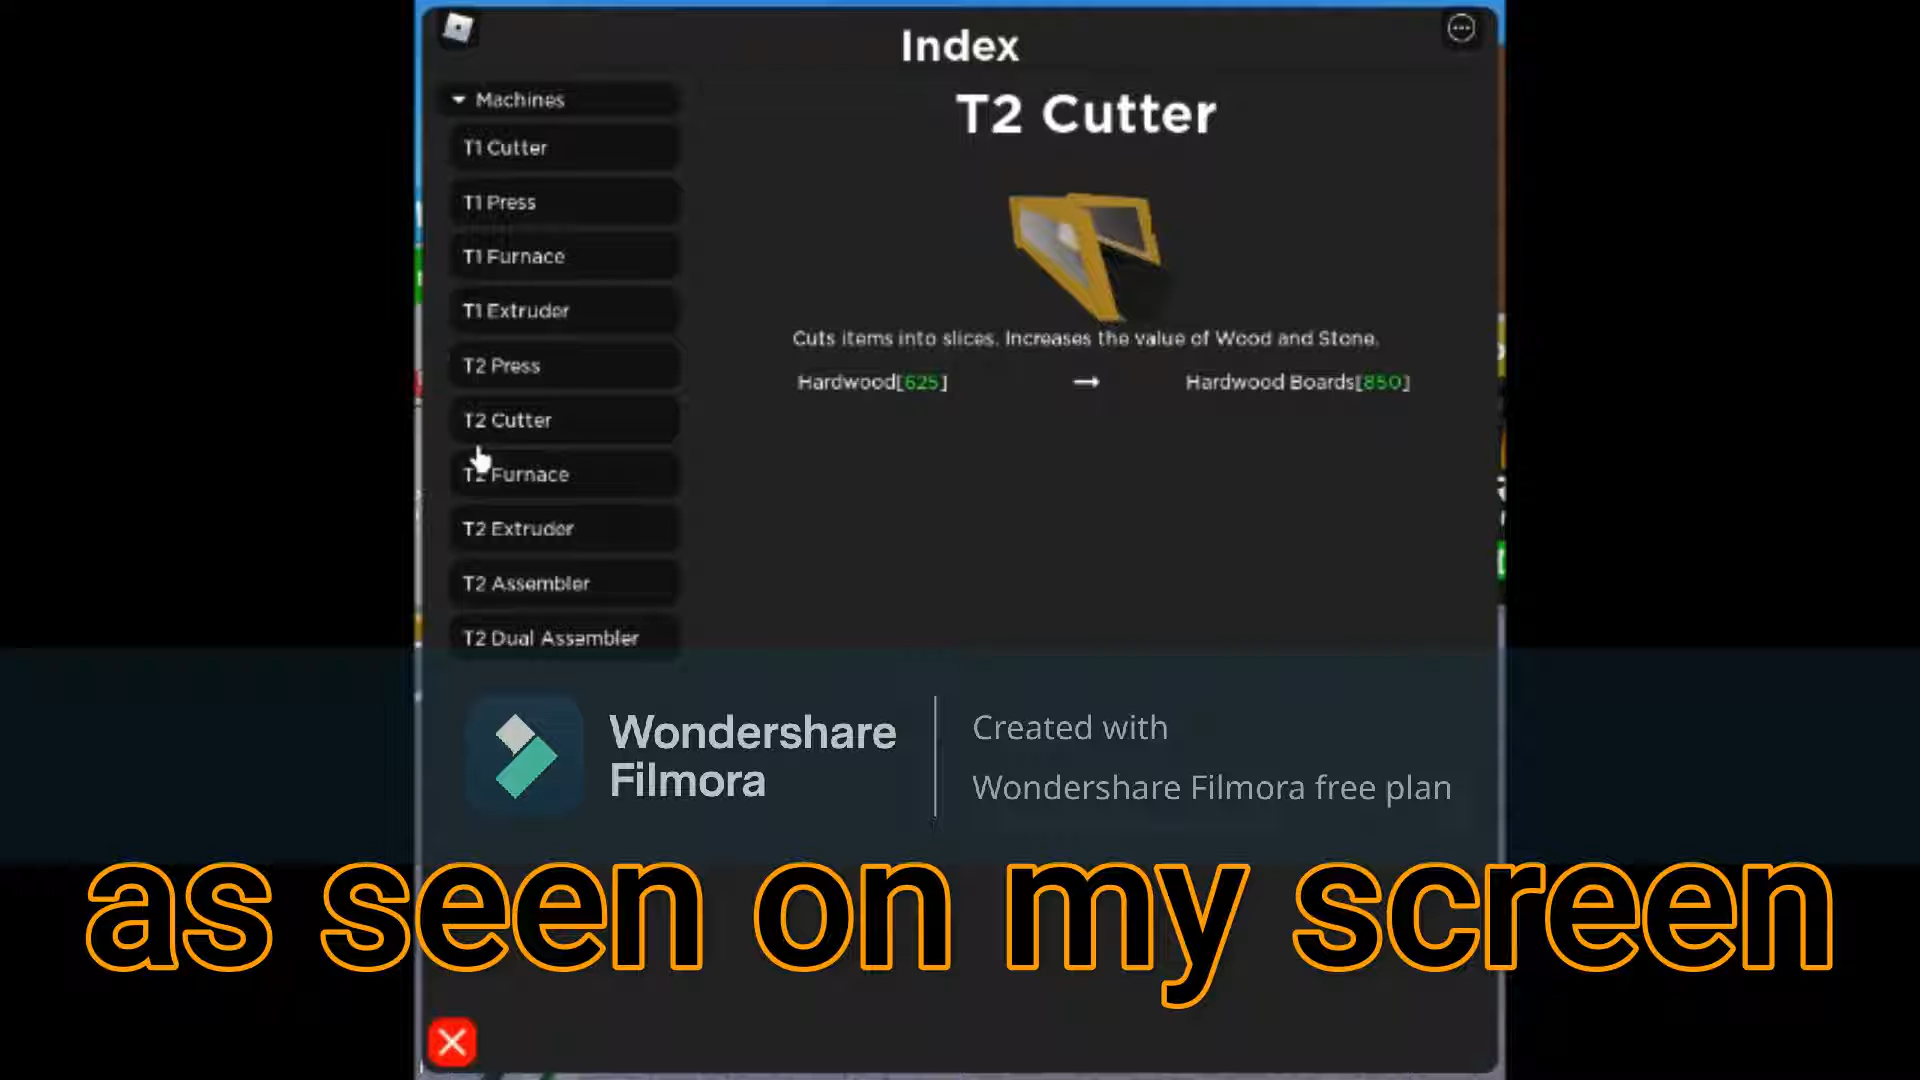 Index
Machines
T1 Cutter
T1 Press
T1 Furnace
T1 Extruder
T2 Press
T2 Cutter
T2 Furnace
T2 Extruder
T2 Assembler
T2 Dual Assembler
T2 Cutter
Cuts items into slices. Increases the value of Wood and Stone.
Hardwood[625] → Hardwood Boards[850]
Wondershare
Filmora
Created with
Wondershare Filmora free plan
as seen on my screen